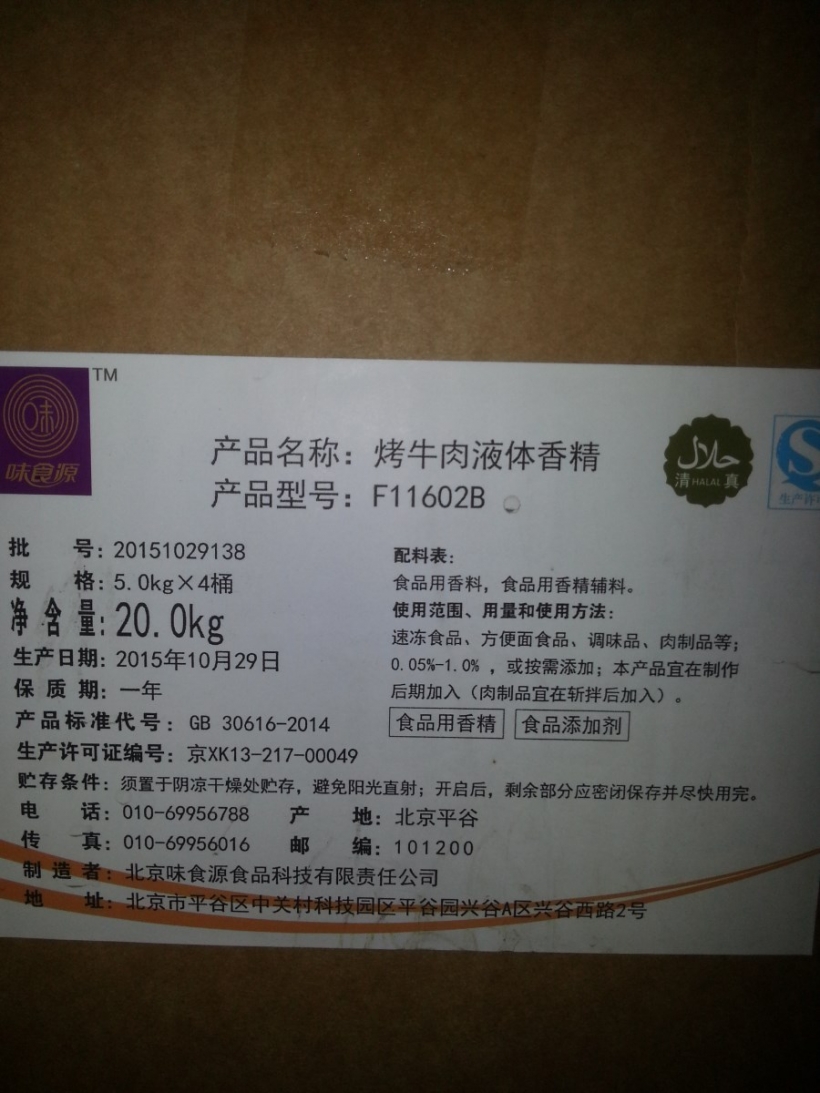 味
TM
味食源
产品名称：烤牛肉液体香精
产品型号：F11602B
حلال
清 HALAL 真
生产许
批 号：20151029138
规 格：5.0kg×4桶
净 含 量：20.0kg
生产日期：2015年10月29日
保 质 期：一年
产品标准代号：GB 30616-2014
生产许可证编号：京XK13-217-00049
配料表：
食品用香料，食品用香精辅料。
使用范围、用量和使用方法：
速冻食品、方便面食品、调味品、肉制品等；
0.05%-1.0%，或按需添加；本产品宜在制作
后期加入（肉制品宜在斩拌后加入）。
食品用香精 食品添加剂
贮存条件：须置于阴凉干燥处贮存，避免阳光直射；开启后，剩余部分应密闭保存并尽快用完。
电 话：010-69956788 产 地：北京平谷
传 真：010-69956016 邮 编：101200
制 造 者：北京味食源食品科技有限责任公司
地 址：北京市平谷区中关村科技园区平谷园兴谷A区兴谷西路2号